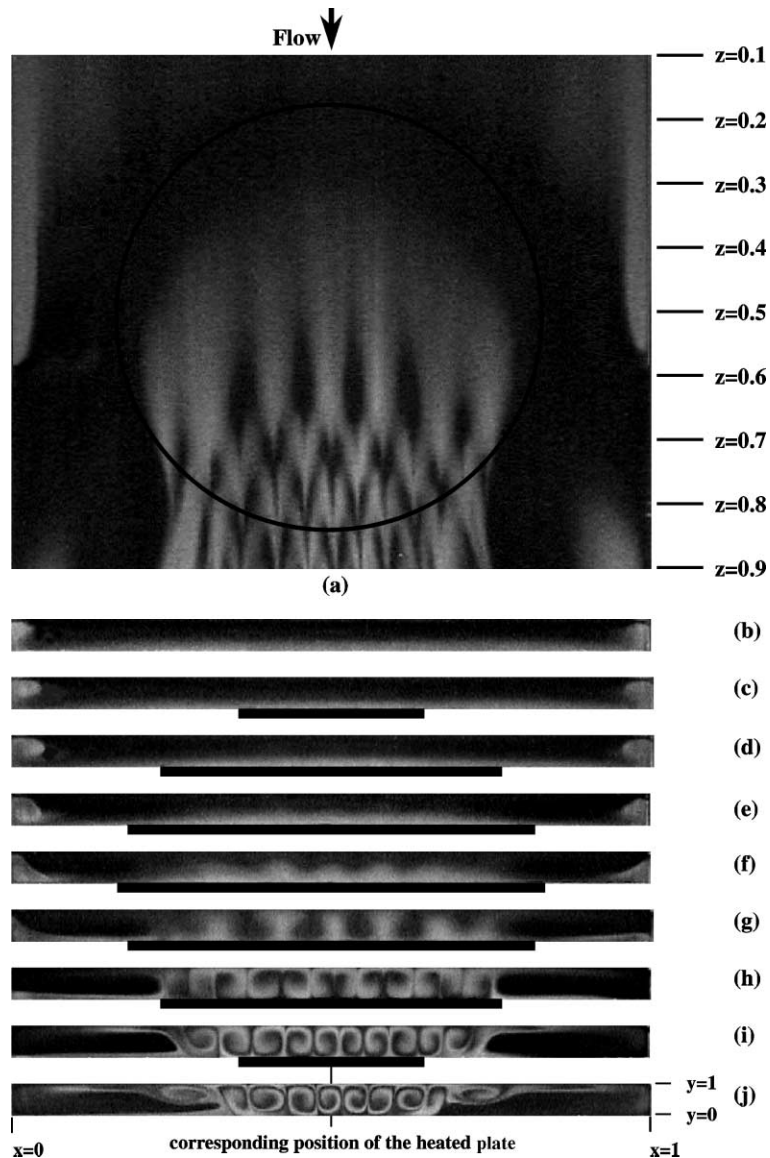 Flow
z=0.1
z=0.2
z=0.3
z=0.4
z=0.5
z=0.6
z=0.7
z=0.8
z=0.9
(a)
(b)
(c)
(d)
(e)
(f)
(g)
(h)
(i)
y=1
(j)
y=0
x=0
corresponding position of the heated plate
x=1